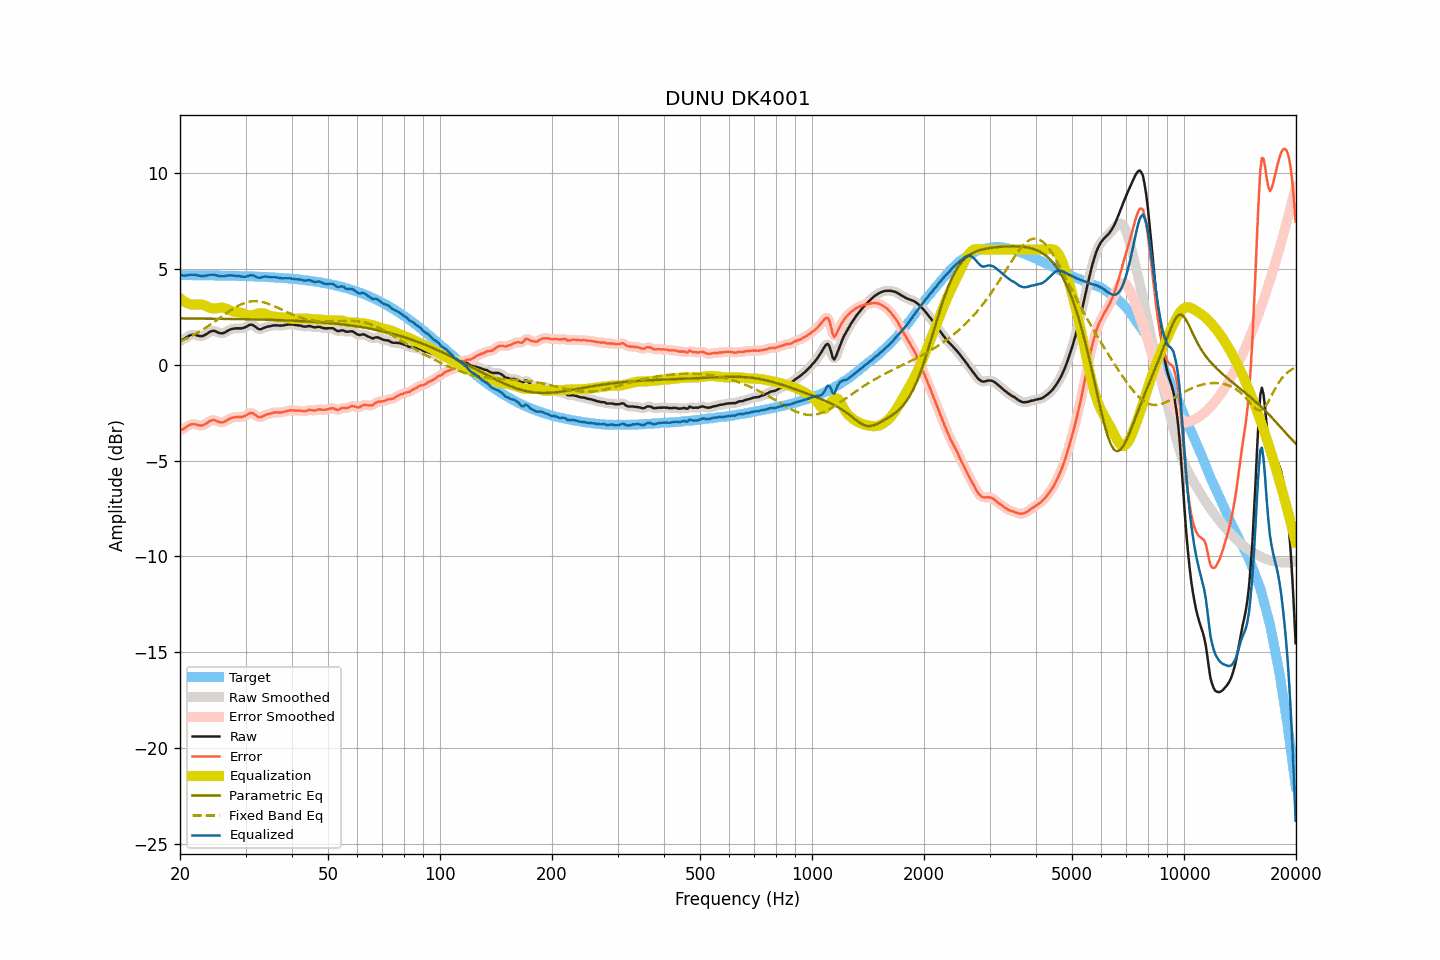 DUNU DK4001
10
5
0
−5
−10
−15
−20
−25
Amplitude (dBr)
Target
Raw Smoothed
Error Smoothed
Raw
Error
Equalization
Parametric Eq
Fixed Band Eq
Equalized
20 50 100 200 500 1000 2000 5000 10000 20000
Frequency (Hz)